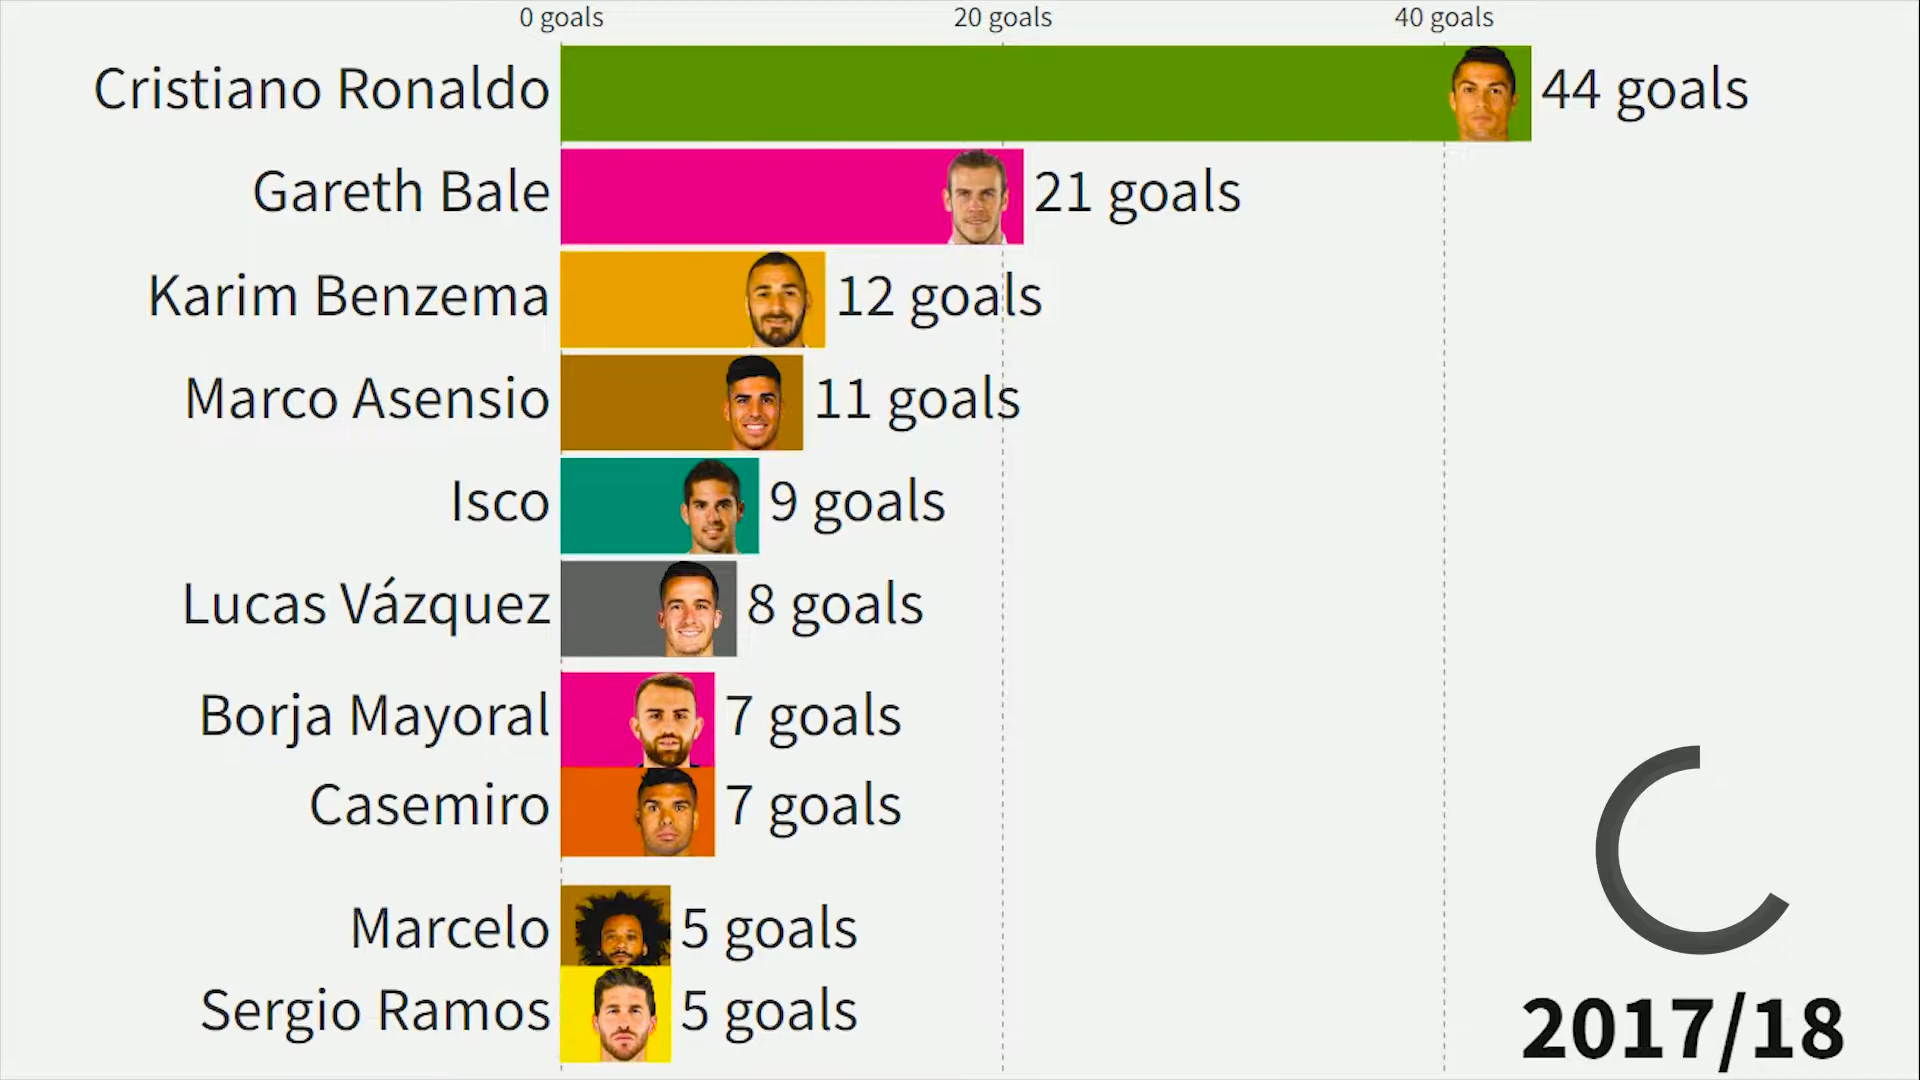 0 goals 20 goals 40 goals
Cristiano Ronaldo 44 goals
Gareth Bale 21 goals
Karim Benzema 12 goals
Marco Asensio 11 goals
Isco 9 goals
Lucas Vázquez 8 goals
Borja Mayoral 7 goals
Casemiro 7 goals
Marcelo 5 goals
Sergio Ramos 5 goals
2017/18